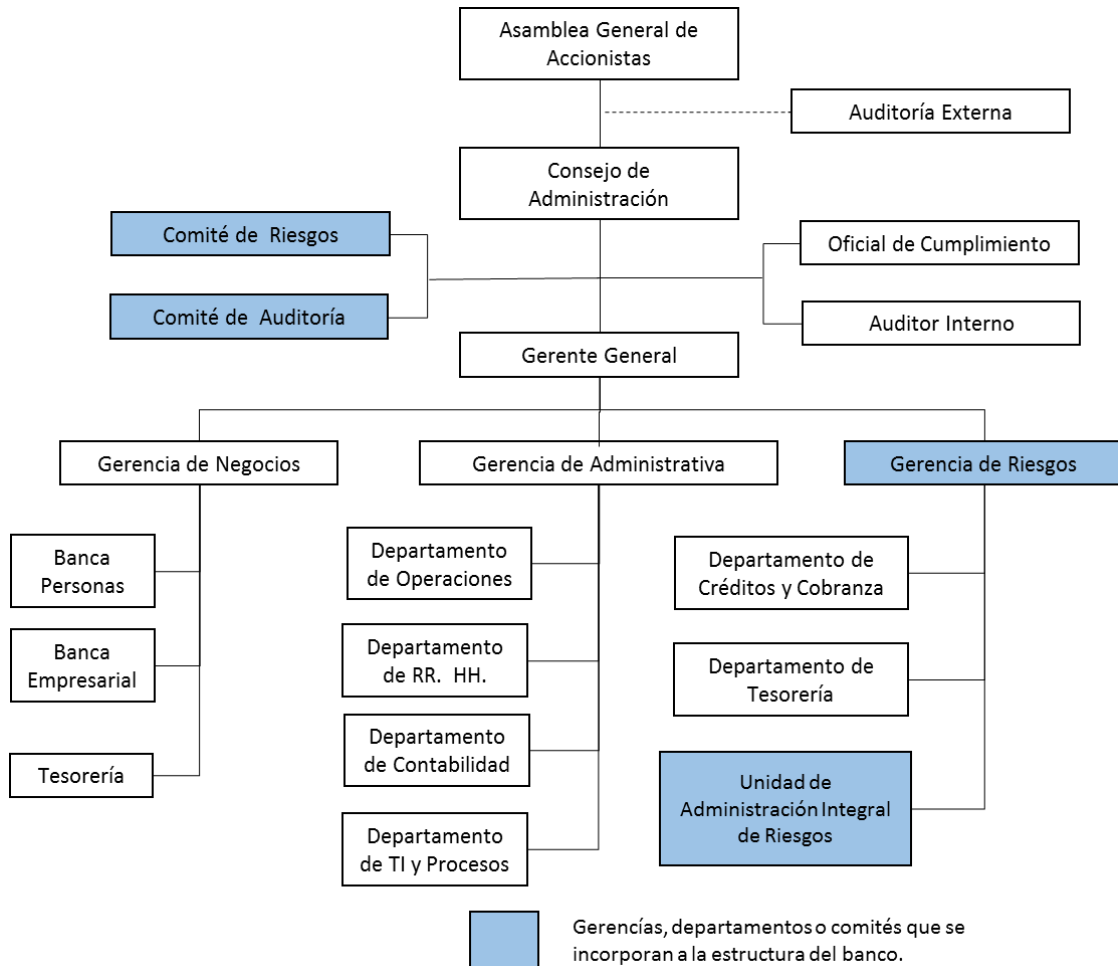 Asamblea General de
Accionistas
Auditoría Externa
Consejo de
Administración
Comité de Riesgos
Oficial de Cumplimiento
Comité de Auditoría
Auditor Interno
Gerente General
Gerencia de Negocios
Gerencia de Administrativa
Gerencia de Riesgos
Banca
Personas
Departamento
de Operaciones
Departamento de
Créditos y Cobranza
Banca
Empresarial
Departamento
de RR. HH.
Departamento de
Tesorería
Tesorería
Departamento
de Contabilidad
Unidad de
Administración Integral
de Riesgos
Departamento
de TI y Procesos
Gerencías, departamentos o comités que se
incorporan a la estructura del banco.